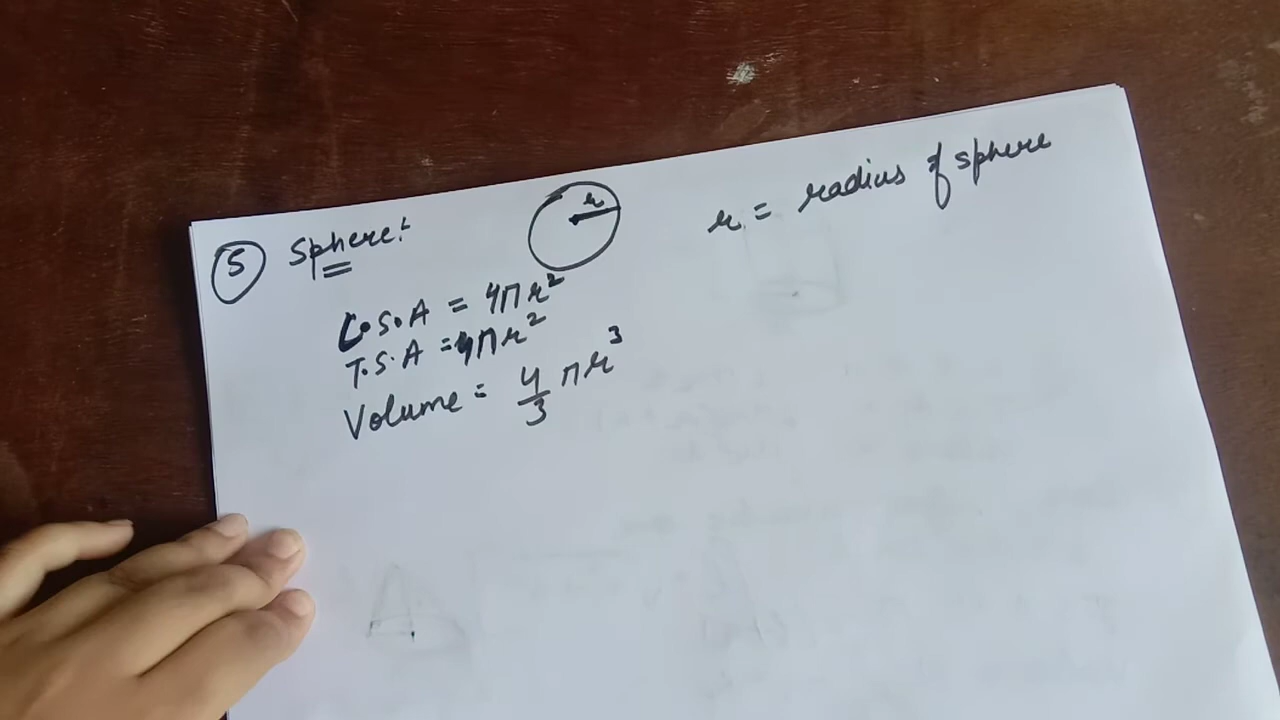 5 Sphere:
r
r = radius of sphere
C.S.A = 4πr²
T.S.A = 4πr²
Volume = 4/3 πr³